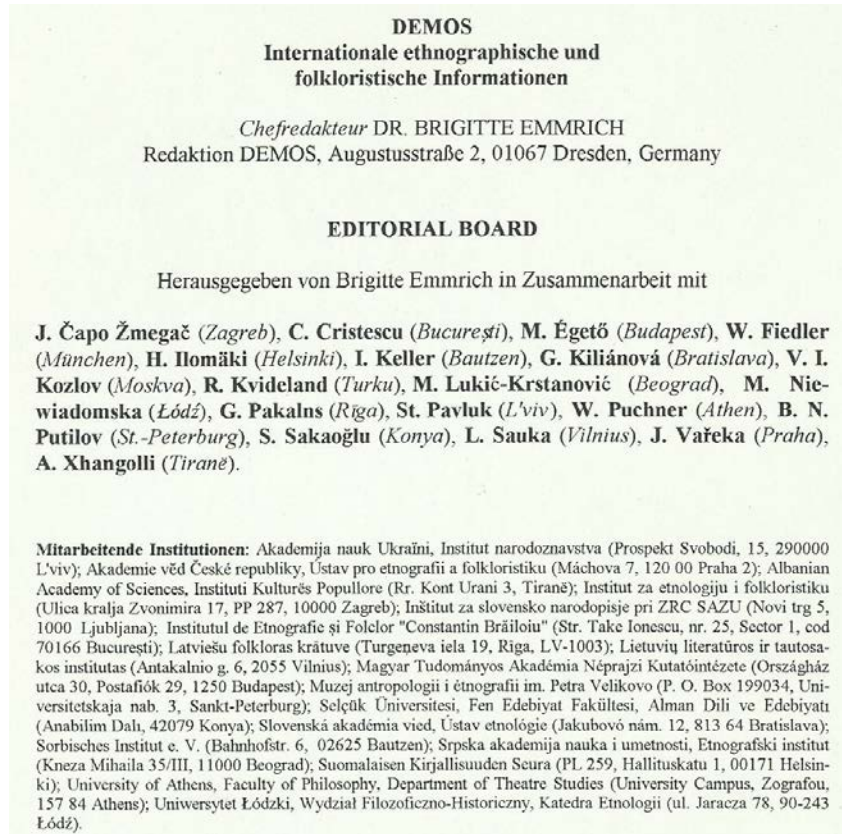 DEMOS
Internationale ethnographische und
folkloristische Informationen
Chefredakteur DR. BRIGITTE EMMRICH
Redaktion DEMOS, Augustusstraße 2, 01067 Dresden, Germany
EDITORIAL BOARD
Herausgegeben von Brigitte Emmrich in Zusammenarbeit mit
J. Čapo Žmegač (Zagreb), C. Cristescu (Bucureşti), M. Égető (Budapest), W. Fiedler
(München), H. Ilomäki (Helsinki), I. Keller (Bautzen), G. Kiliánová (Bratislava), V. I.
Kozlov (Moskva), R. Kvideland (Turku), M. Lukić-Krstanović (Beograd), M. Nie-
wiadomska (Łódź), G. Pakalns (Rīga), St. Pavluk (L'viv), W. Puchner (Athen), B. N.
Putilov (St.-Peterburg), S. Sakaoğlu (Konya), L. Sauka (Vilnius), J. Vařeka (Praha),
A. Xhangolli (Tiranë).
Mitarbeitende Institutionen: Akademija nauk Ukraïni, Institut narodoznavstva (Prospekt Svobodi, 15, 290000
L'viv); Akademie věd České republiky, Ústav pro etnografii a folkloristiku (Máchova 7, 120 00 Praha 2); Albanian
Academy of Sciences, Instituti Kulturës Popullore (Rr. Kont Urani 3, Tiranë); Institut za etnologiju i folkloristiku
(Ulica kralja Zvonimira 17, PP 287, 10000 Zagreb); Inštitut za slovensko narodopisje pri ZRC SAZU (Novi trg 5,
1000 Ljubljana); Institutul de Etnografie şi Folclor "Constantin Brăiloiu" (Str. Take Ionescu, nr. 25, Sector 1, cod
70166 Bucureşti); Latviešu folkloras krātuve (Turgeņeva iela 19, Riga, LV-1003); Lietuvių literatūros ir tautosa-
kos institutas (Antakalnio g. 6, 2055 Vilnius); Magyar Tudományos Akadémia Néprajzi Kutatóintézete (Országház
utca 30, Postafiók 29, 1250 Budapest); Muzej antropologii i étnografii im. Petra Velikovo (P. O. Box 199034, Uni-
versitetskaja nab. 3, Sankt-Peterburg); Selçük Üniversitesi, Fen Edebiyat Fakültesi, Alman Dili ve Edebiyatı
(Anabilim Dalı, 42079 Konya); Slovenská akadémia vied, Ústav etnológie (Jakubovó nám. 12, 813 64 Bratislava);
Sorbisches Institut e. V. (Bahnhofstr. 6, 02625 Bautzen); Srpska akademija nauka i umetnosti, Etnografski institut
(Kneza Mihaila 35/III, 11000 Beograd); Suomalaisen Kirjallisuuden Seura (PL 259, Hallituskatu 1, 00171 Helsin-
ki); University of Athens, Faculty of Philosophy, Department of Theatre Studies (University Campus, Zografou,
157 84 Athens); Uniwersytet Łódzki, Wydział Filozoficzno-Historiczny, Katedra Etnologii (ul. Jaracza 78, 90-243
Łódź).